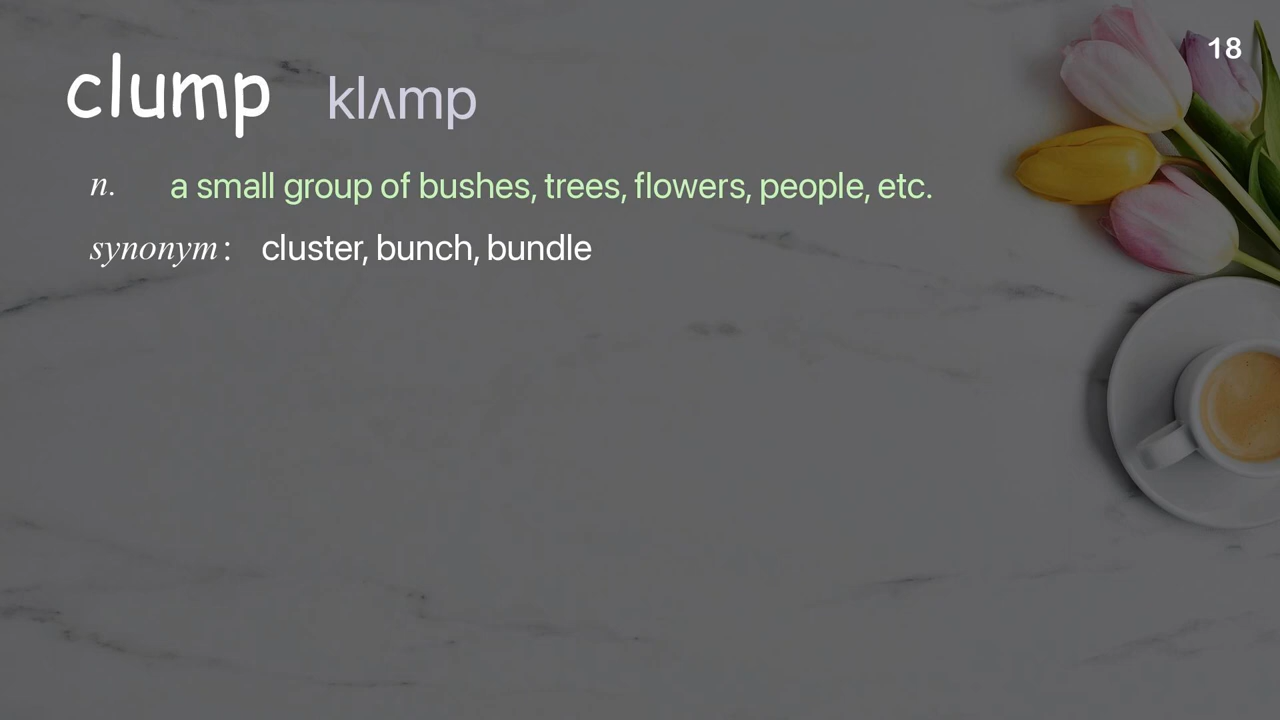 18
clump klʌmp
n. a small group of bushes, trees, flowers, people, etc.
synonym: cluster, bunch, bundle